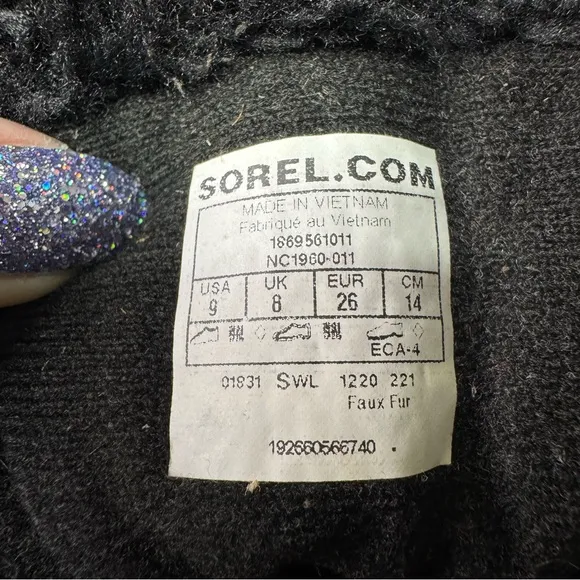 SOREL.COM
MADE IN VIETNAM
Fabriqué au Vietnam
1869561011
NC1960-011
USA UK EUR CM
9 8 26 14
ECA-4
01831 SWL 1220 221
Faux Fur
192660566740 .